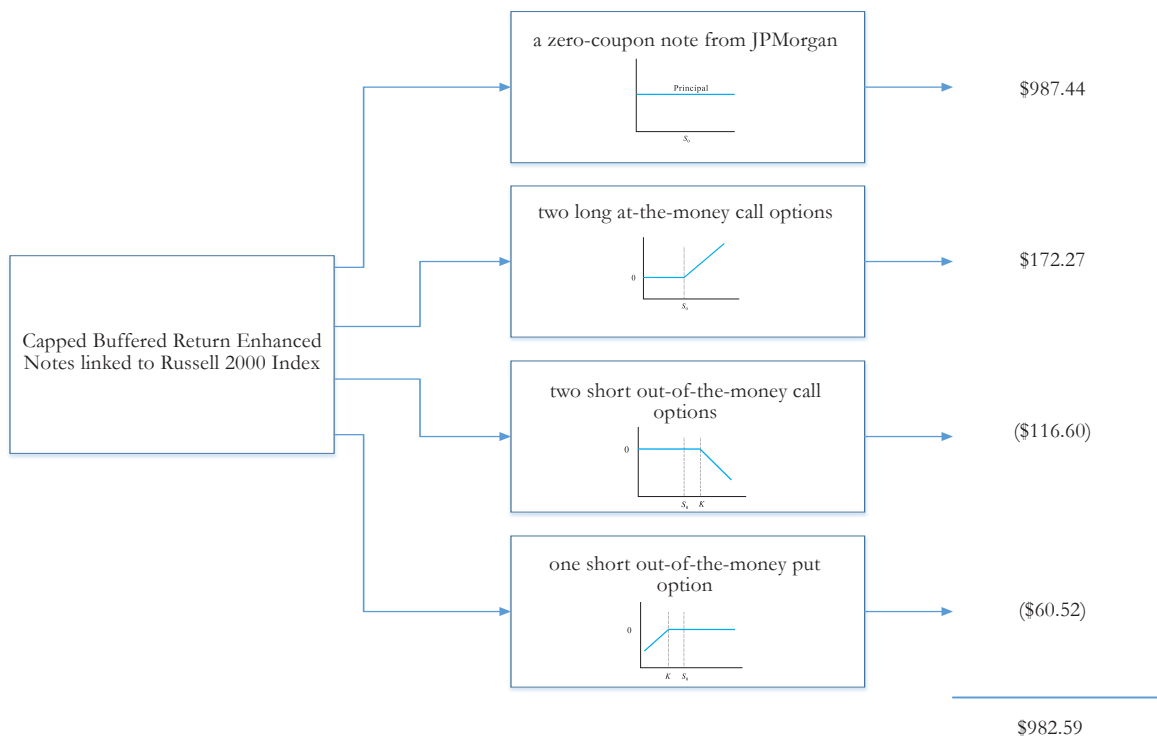 a zero-coupon note from JPMorgan
Principal
S0
$987.44
two long at-the-money call options
0
S0
$172.27
Capped Buffered Return Enhanced
Notes linked to Russell 2000 Index
two short out-of-the-money call
options
0
S0 K
($116.60)
one short out-of-the-money put
option
0
K S0
($60.52)
$982.59